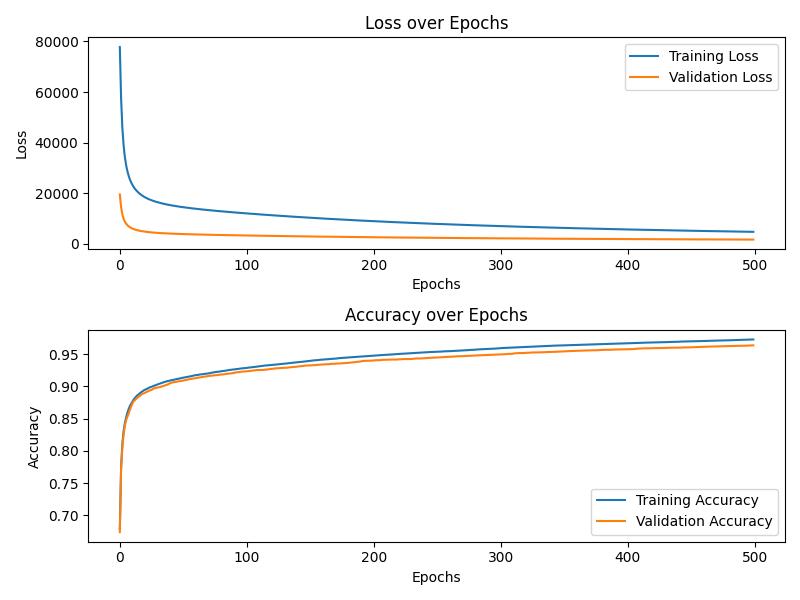 Loss over Epochs
80000
60000
40000
20000
0
Loss
Training Loss
Validation Loss
0 100 200 300 400 500
Epochs
Accuracy over Epochs
0.95
0.90
0.85
0.80
0.75
0.70
Accuracy
Training Accuracy
Validation Accuracy
0 100 200 300 400 500
Epochs